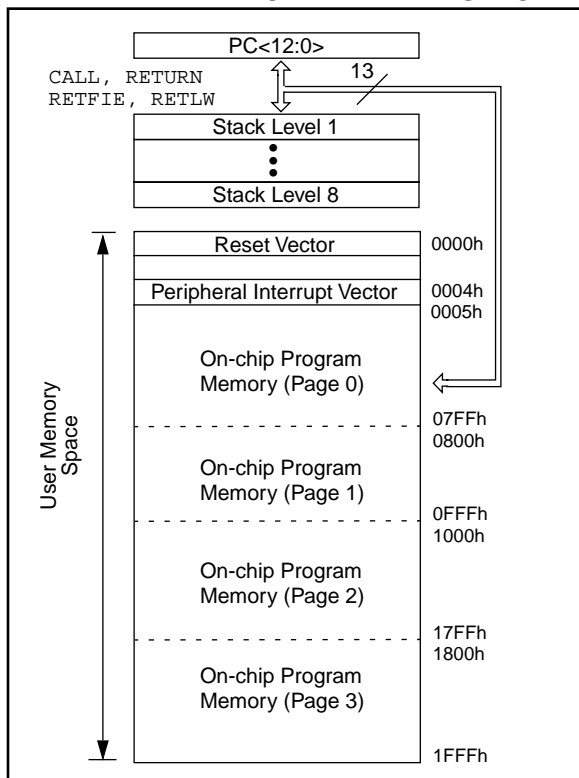 PC<12:0>
CALL, RETURN
RETFIE, RETLW
13
Stack Level 1
Stack Level 8
Reset Vector
0000h
Peripheral Interrupt Vector
0004h
0005h
On-chip Program
Memory (Page 0)
07FFh
0800h
User Memory
Space
On-chip Program
Memory (Page 1)
0FFFh
1000h
On-chip Program
Memory (Page 2)
17FFh
1800h
On-chip Program
Memory (Page 3)
1FFFh